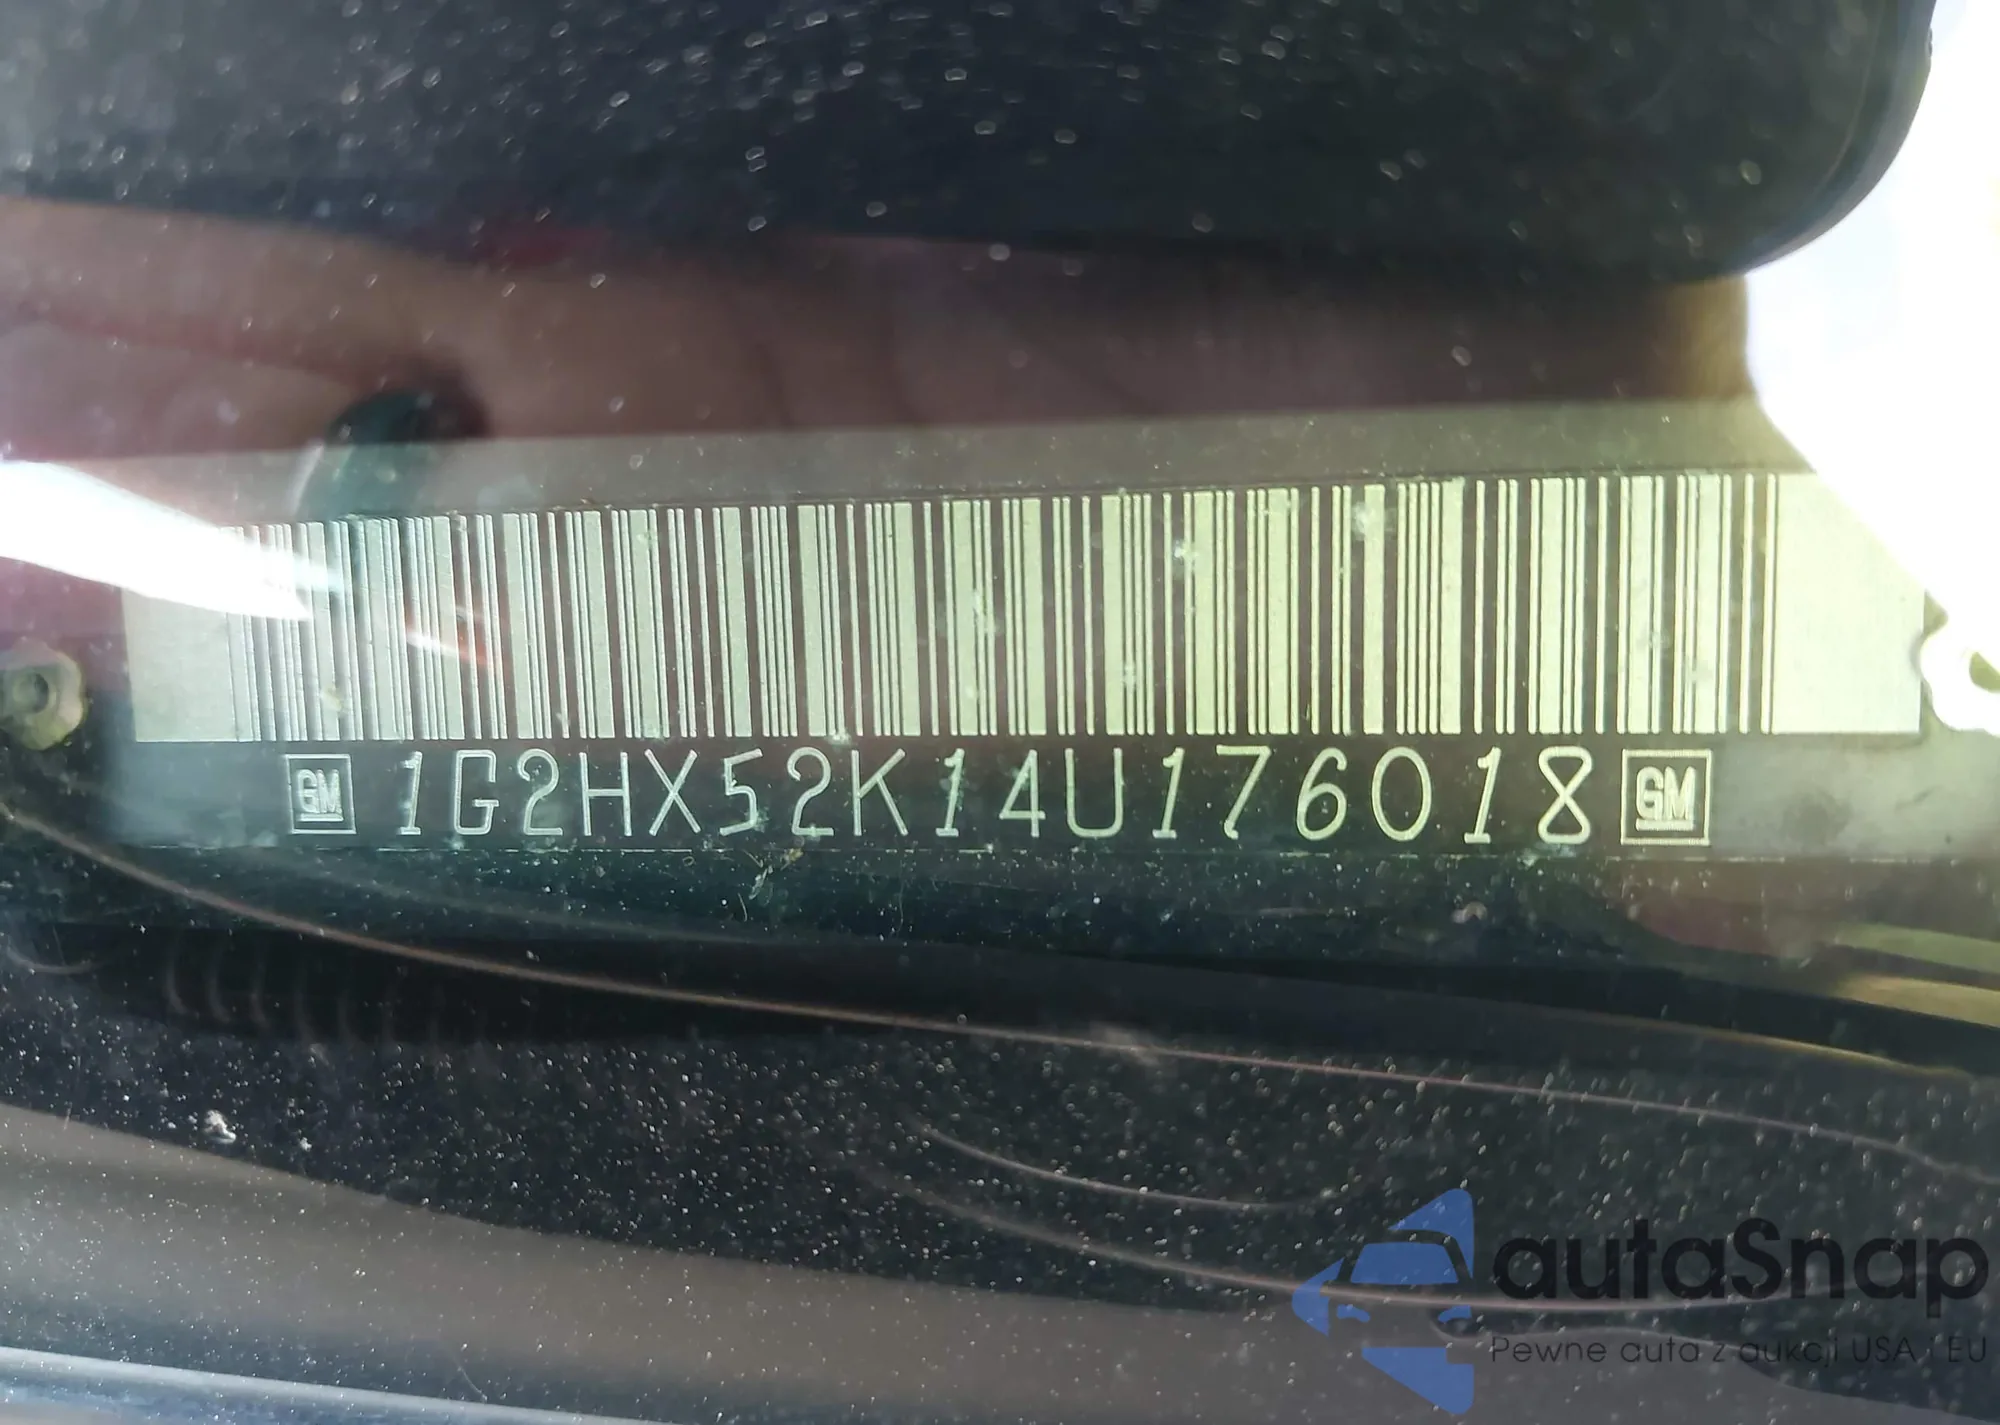 GM 1G2HX52K14U176018 GM
autaSnap
Pewne auta z aukcji USA i EU